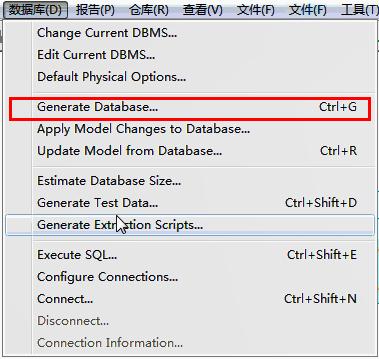 数据库(D) 报告(P) 仓库(R) 查看(V) 文件(F) 文件(F) 工具(T)
Change Current DBMS...
Edit Current DBMS...
Default Physical Options...
Generate Database... Ctrl+G
Apply Model Changes to Database...
Update Model from Database... Ctrl+R
Estimate Database Size...
Generate Test Data... Ctrl+Shift+D
Generate Extraction Scripts...
Execute SQL... Ctrl+Shift+E
Configure Connections...
Connect... Ctrl+Shift+N
Disconnect...
Connection Information...